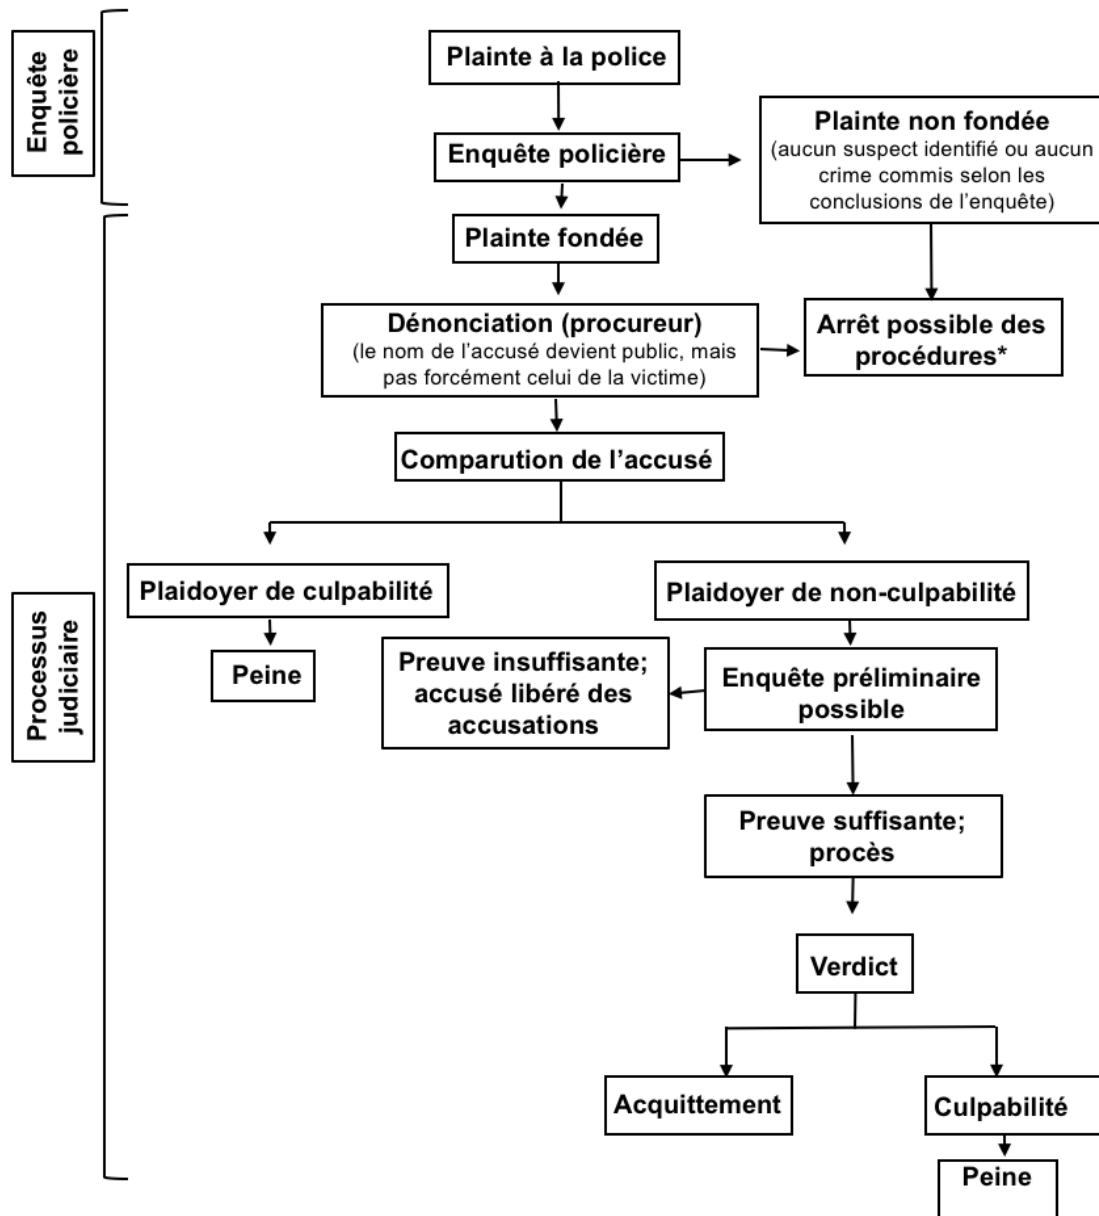 Enquête
policière
Plainte à la police
Enquête policière
Plainte non fondée
(aucun suspect identifié ou aucun
crime commis selon les
conclusions de l'enquête)
Plainte fondée
Dénonciation (procureur)
(le nom de l'accusé devient public, mais
pas forcément celui de la victime)
Arrêt possible des
procédures*
Comparution de l'accusé
Processus
judiciaire
Plaidoyer de culpabilité
Plaidoyer de non-culpabilité
Peine
Preuve insuffisante;
accusé libéré des
accusations
Enquête préliminaire
possible
Preuve suffisante;
procès
Verdict
Acquittement
Culpabilité
Peine